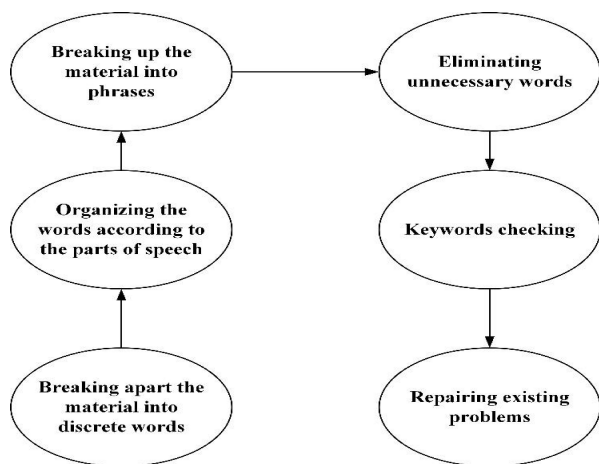 Breaking up the
material into
phrases
Eliminating
unnecessary words
Organizing the
words according to
the parts of speech
Keywords checking
Breaking apart the
material into
discrete words
Repairing existing
problems